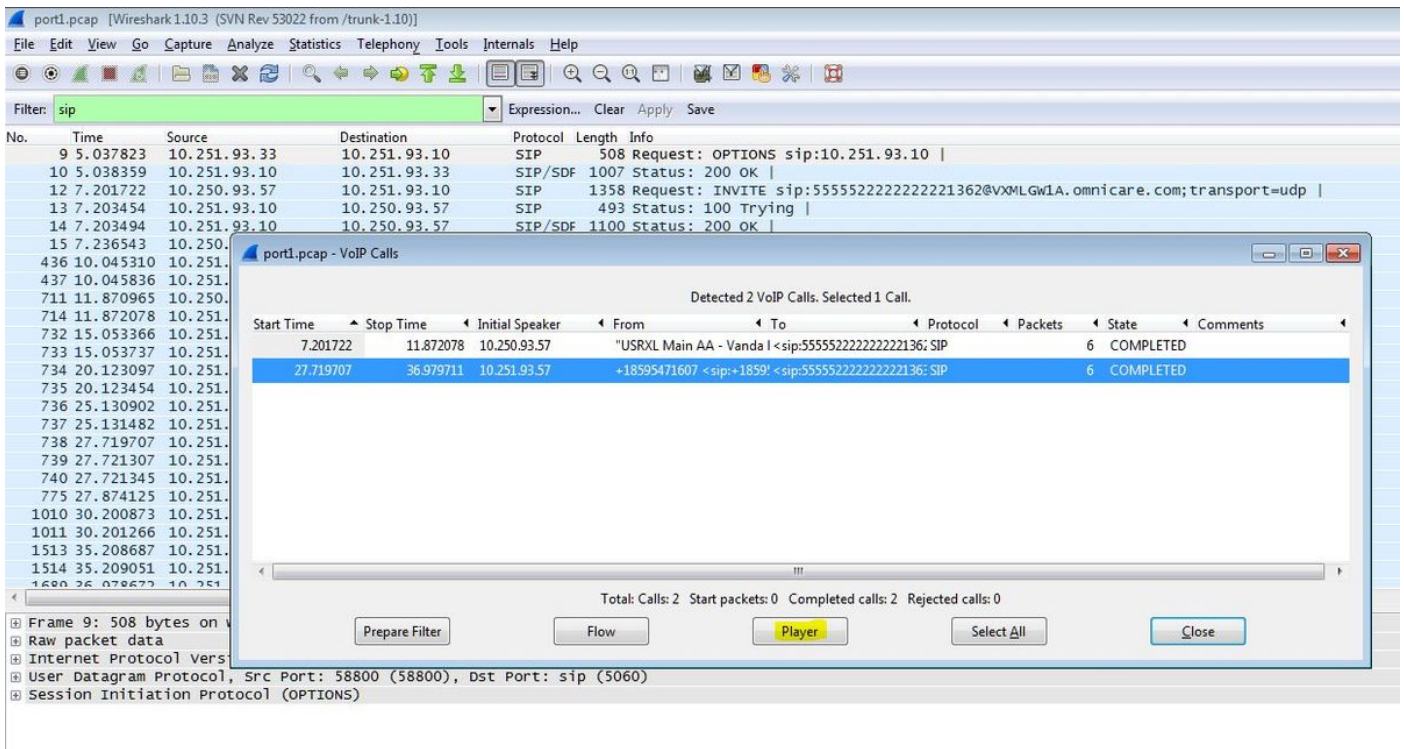 port1.pcap [Wireshark 1.10.3 (SVN Rev 53022 from /trunk-1.10)]
File Edit View Go Capture Analyze Statistics Telephony Tools Internals Help
Filter: sip Expression... Clear Apply Save
No. Time Source Destination Protocol Length Info
9 5.037823 10.251.93.33 10.251.93.10 SIP 508 Request: OPTIONS sip:10.251.93.10 |
10 5.038359 10.251.93.10 10.251.93.33 SIP/SDF 1007 Status: 200 OK |
12 7.201722 10.250.93.57 10.251.93.10 SIP 1358 Request: INVITE sip:5555522222222221362@VXMLGW1A.omnicare.com;transport=udp |
13 7.203454 10.251.93.10 10.250.93.57 SIP 493 Status: 100 Trying |
14 7.203494 10.251.93.10 10.250.93.57 SIP/SDF 1100 Status: 200 OK |
15 7.236543 10.250.
436 10.045310 10.251.
437 10.045836 10.251.
711 11.870965 10.250.
714 11.872078 10.251.
732 15.053366 10.251.
733 15.053737 10.251.
734 20.123097 10.251.
735 20.123454 10.251.
736 25.130902 10.251.
737 25.131482 10.251.
738 27.719707 10.251.
739 27.721307 10.251.
740 27.721345 10.251.
775 27.874125 10.251.
1010 30.200873 10.251.
1011 30.201266 10.251.
1513 35.208687 10.251.
1514 35.209051 10.251.
1689 36.978672 10.251
port1.pcap - VoIP Calls
Detected 2 VoIP Calls. Selected 1 Call.
Start Time Stop Time Initial Speaker From To Protocol Packets State Comments
7.201722 11.872078 10.250.93.57 "USRXL Main AA - Vanda I <sip:5555522222222221362 SIP 6 COMPLETED
27.719707 36.979711 10.251.93.57 +18595471607 <sip:+1859! <sip:555552222222222136: SIP 6 COMPLETED
Total: Calls: 2 Start packets: 0 Completed calls: 2 Rejected calls: 0
Prepare Filter Flow Player Select All Close
Frame 9: 508 bytes on
Raw packet data
Internet Protocol Vers
User Datagram Protocol, Src Port: 58800 (58800), Dst Port: sip (5060)
Session Initiation Protocol (OPTIONS)